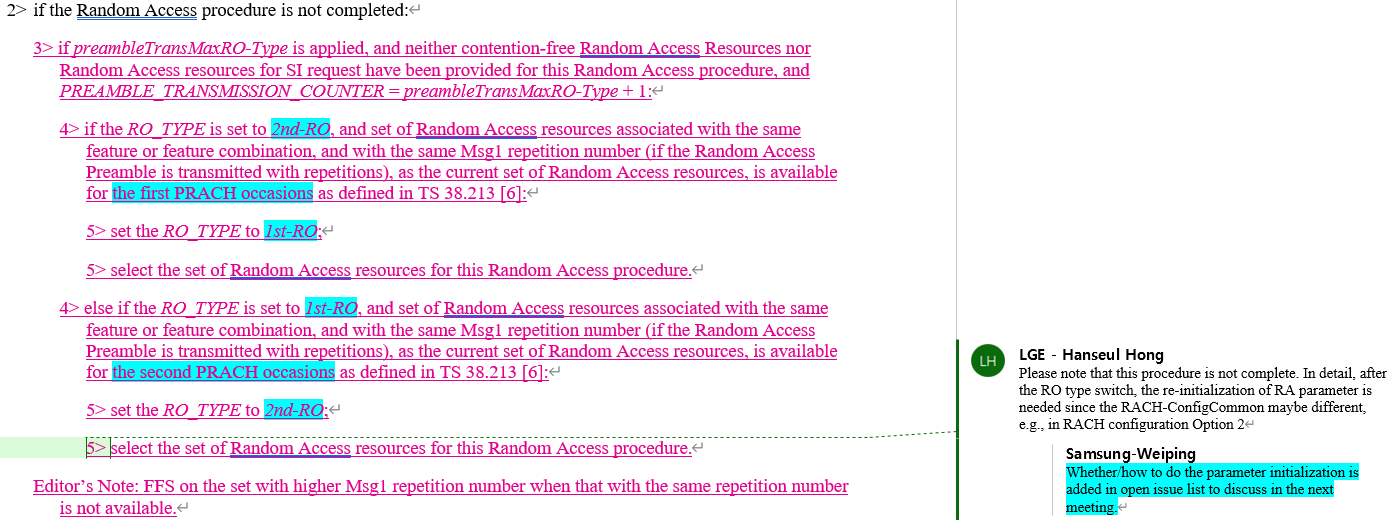 2> if the Random Access procedure is not completed:↵
3> if preambleTransMaxRO-Type is applied, and neither contention-free Random Access Resources nor
Random Access resources for SI request have been provided for this Random Access procedure, and
PREAMBLE_TRANSMISSION_COUNTER = preambleTransMaxRO-Type + 1:↵
4> if the RO_TYPE is set to 2nd-RO, and set of Random Access resources associated with the same
feature or feature combination, and with the same Msg1 repetition number (if the Random Access
Preamble is transmitted with repetitions), as the current set of Random Access resources, is available
for the first PRACH occasions as defined in TS 38.213 [6]:↵
5> set the RO_TYPE to 1st-RO;↵
5> select the set of Random Access resources for this Random Access procedure.↵
4> else if the RO_TYPE is set to 1st-RO, and set of Random Access resources associated with the same
feature or feature combination, and with the same Msg1 repetition number (if the Random Access
Preamble is transmitted with repetitions), as the current set of Random Access resources, is available
for the second PRACH occasions as defined in TS 38.213 [6]:↵
5> set the RO_TYPE to 2nd-RO;↵
5> select the set of Random Access resources for this Random Access procedure.↵
Editor's Note: FFS on the set with higher Msg1 repetition number when that with the same repetition number
is not available.↵
LH
LGE - Hanseul Hong
Please note that this procedure is not complete. In detail, after
the RO type switch, the re-initialization of RA parameter is
needed since the RACH-ConfigCommon maybe different,
e.g., in RACH configuration Option 2↵
Samsung-Weiping
Whether/how to do the parameter initialization is
added in open issue list to discuss in the next
meeting.↵